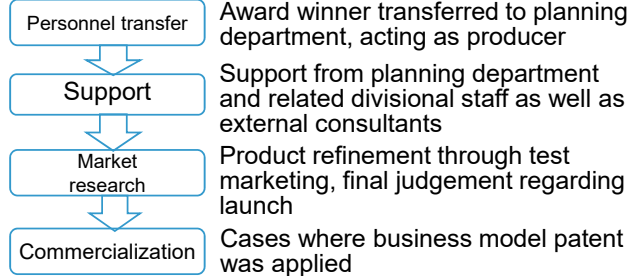 Personnel transfer
Award winner transferred to planning
department, acting as producer
Support
Support from planning department
and related divisional staff as well as
external consultants
Market
research
Product refinement through test
marketing, final judgement regarding
launch
Commercialization
Cases where business model patent
was applied